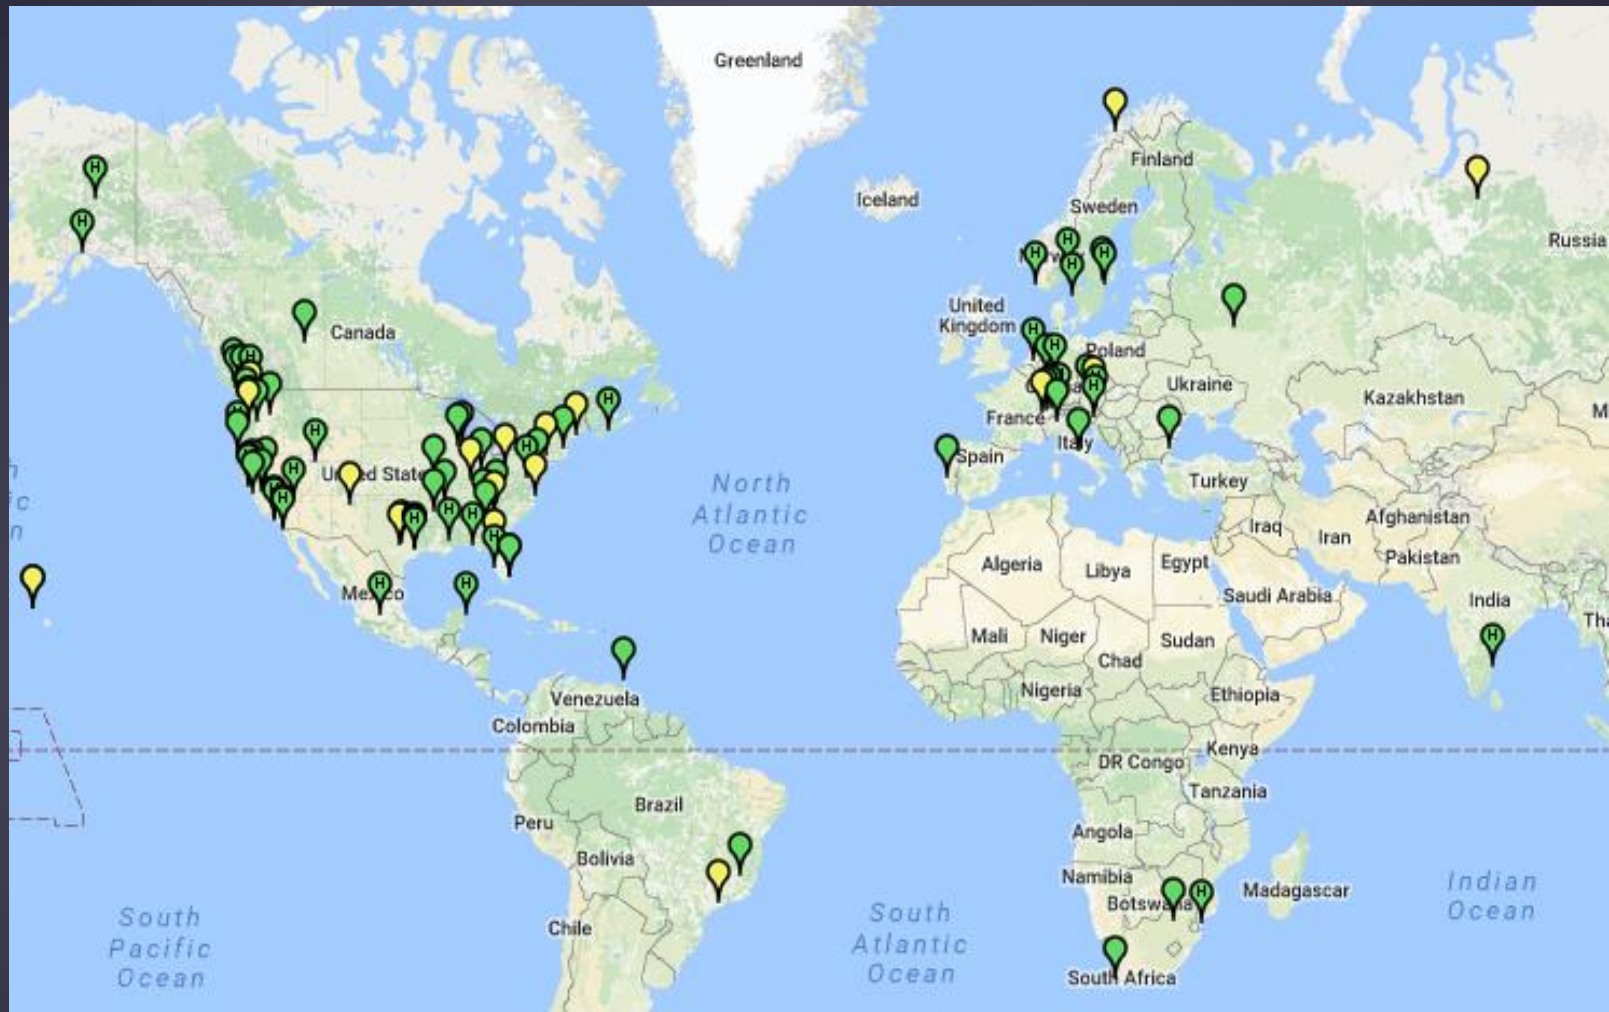 Greenland
Finland
Iceland
Sweden
Russia
Canada
United
Kingdom
Poland
Ukraine
Kazakhstan
France
Italy
Spain
Turkey
North
Atlantic
Ocean
Iraq
Iran
Afghanistan
Pakistan
Algeria
Libya
Egypt
Saudi Arabia
India
Mexico
Mali
Niger
Chad
Sudan
Nigeria
Ethiopia
Venezuela
Colombia
Kenya
DR Congo
Tanzania
Brazil
Peru
Angola
Bolivia
Namibia
Botswana
Madagascar
Indian
Ocean
Chile
South
Pacific
Ocean
South
Atlantic
Ocean
South Africa
H